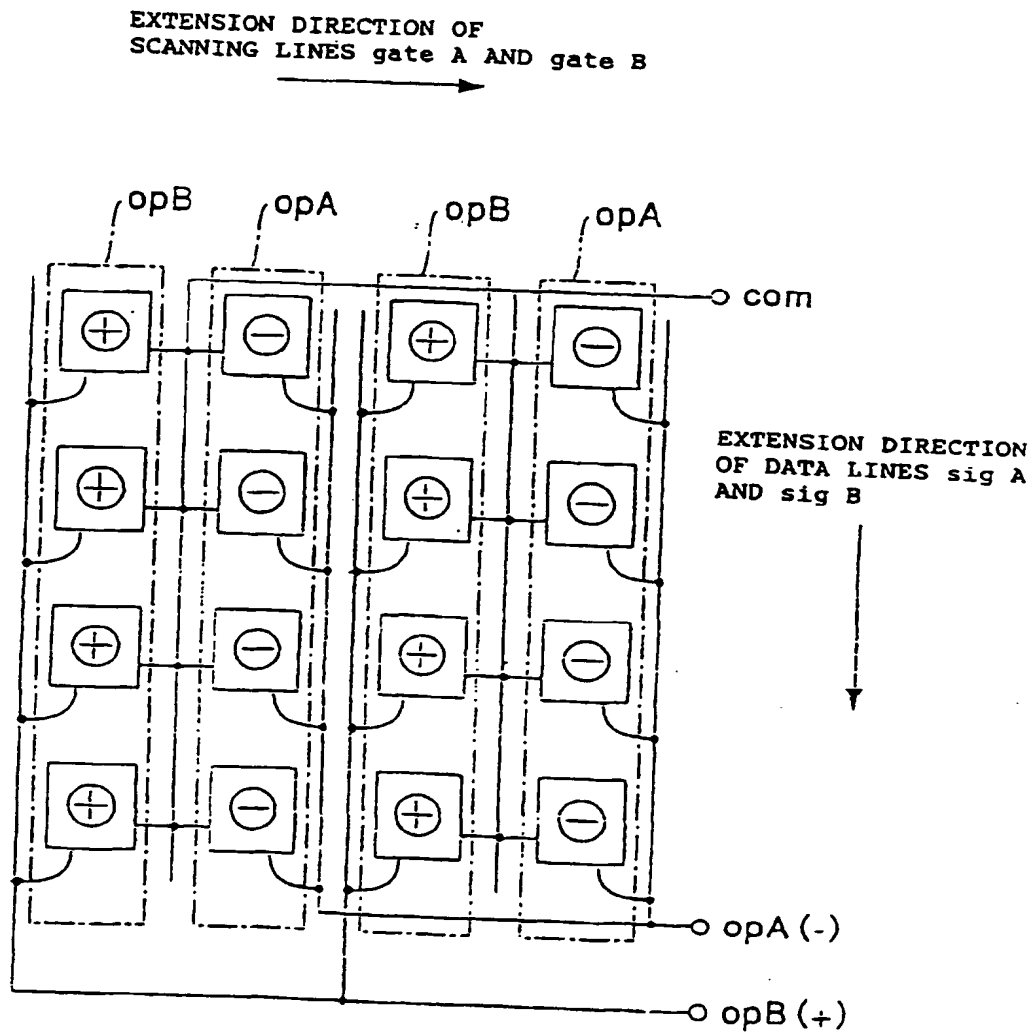 EXTENSION DIRECTION OF
SCANNING LINES gate A AND gate B
opB
opA
opB
opA
com
+
−
+
−
EXTENSION DIRECTION
OF DATA LINES sig A
AND sig B
+
−
+
−
+
−
+
−
+
−
+
−
opA (-)
opB (+)